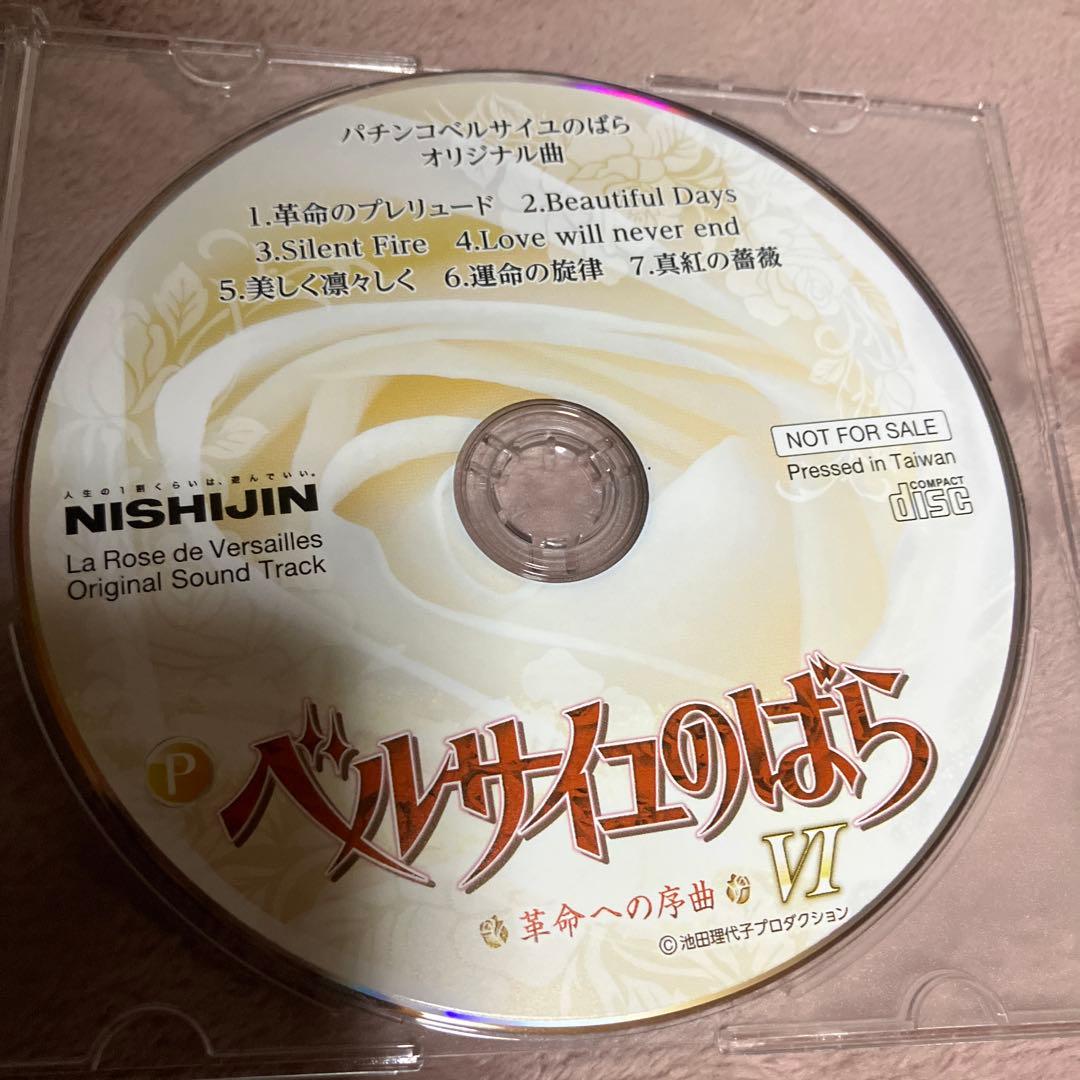 パチンコベルサイユのばら
オリジナル曲
1.革命のプレリュード 2.Beautiful Days
3.Silent Fire 4.Love will never end
5.美しく凛々しく 6.運命の旋律 7.真紅の薔薇
NOT FOR SALE
Pressed in Taiwan
COMPACT
disc
人生の1割くらいは、遊んでいい。
NISHIJIN
La Rose de Versailles
Original Sound Track
P
ベルサイユのばら
VI
革命への序曲
©池田理代子プロダクション